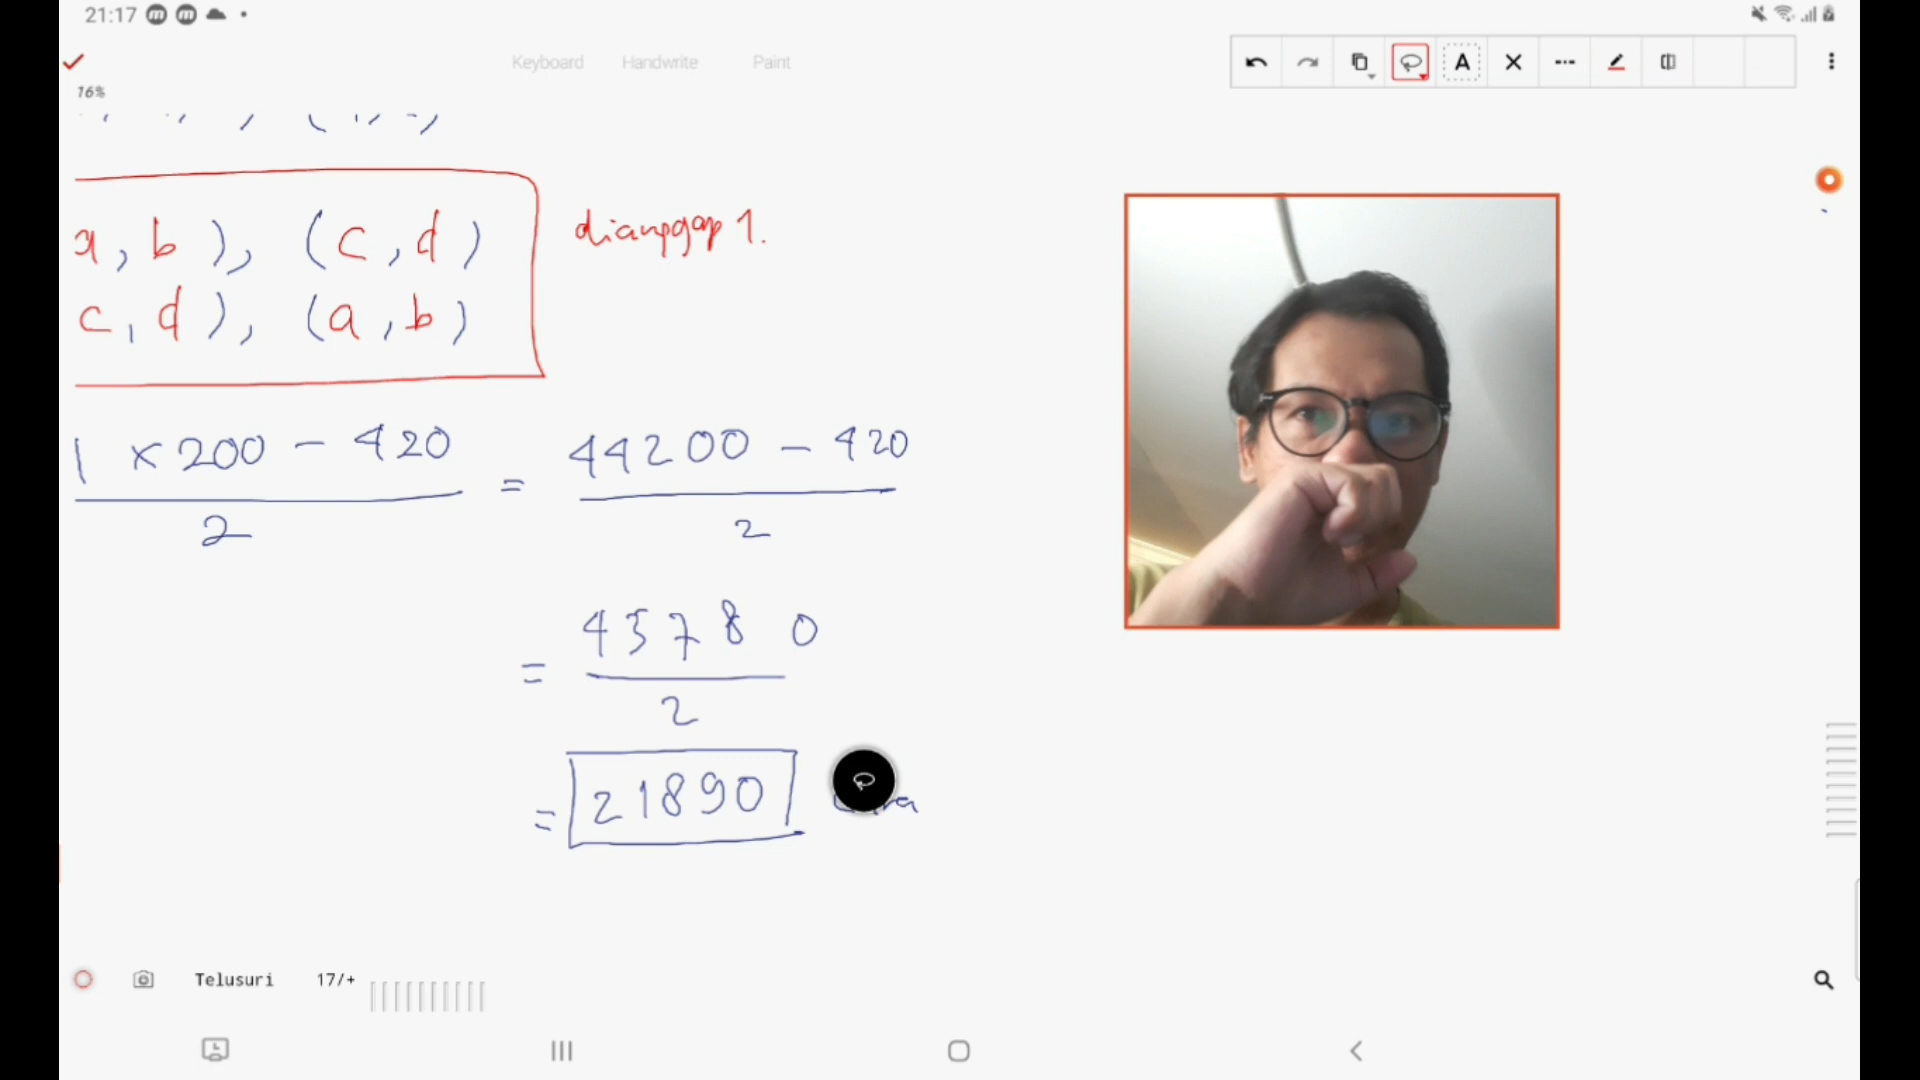 21:17
Keyboard Handwrite Paint
A
16%
a, b ), ( c , d )
dianggap 1.
c, d ), ( a , b )
1 × 200 - 420 = 44200 - 420
2 2
= 43780
2
= 21890
Telusuri 17/+